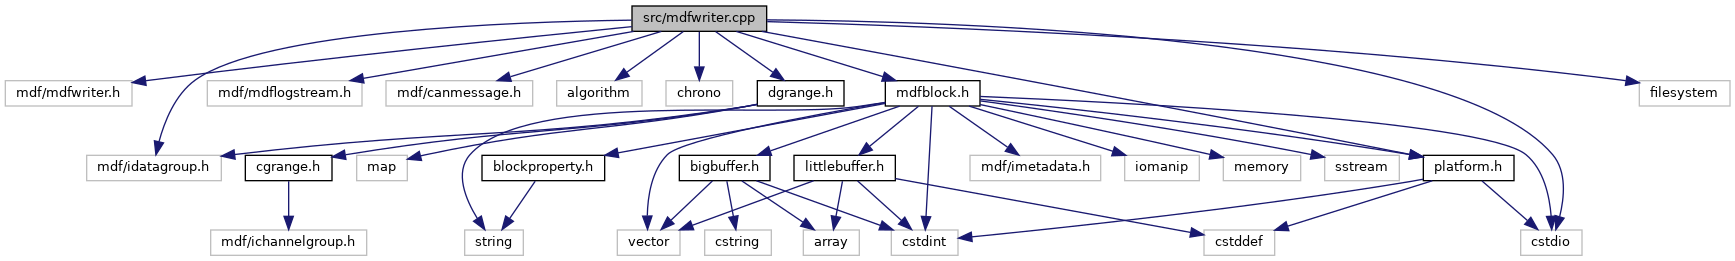 src/mdfwriter.cpp
mdf/mdfwriter.h
mdf/mdflogstream.h
mdf/canmessage.h
algorithm
chrono
dgrange.h
mdfblock.h
filesystem
mdf/idatagroup.h
cgrange.h
map
blockproperty.h
bigbuffer.h
littlebuffer.h
mdf/imetadata.h
iomanip
memory
sstream
platform.h
mdf/ichannelgroup.h
string
vector
cstring
array
cstdint
cstddef
cstdio